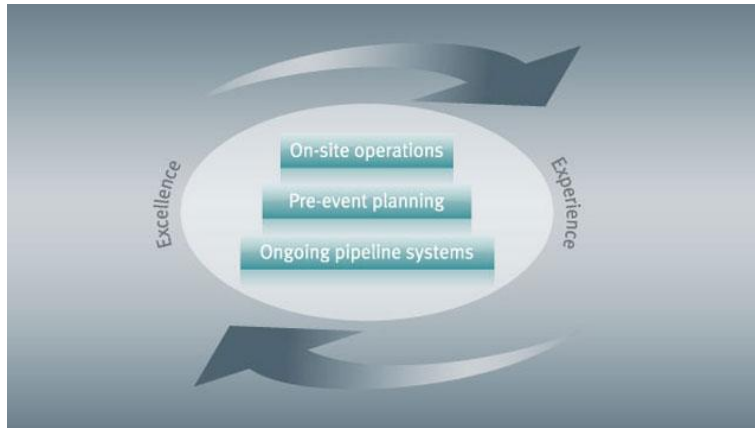 On-site operations
Excellence
Experience
Pre-event planning
Ongoing pipeline systems